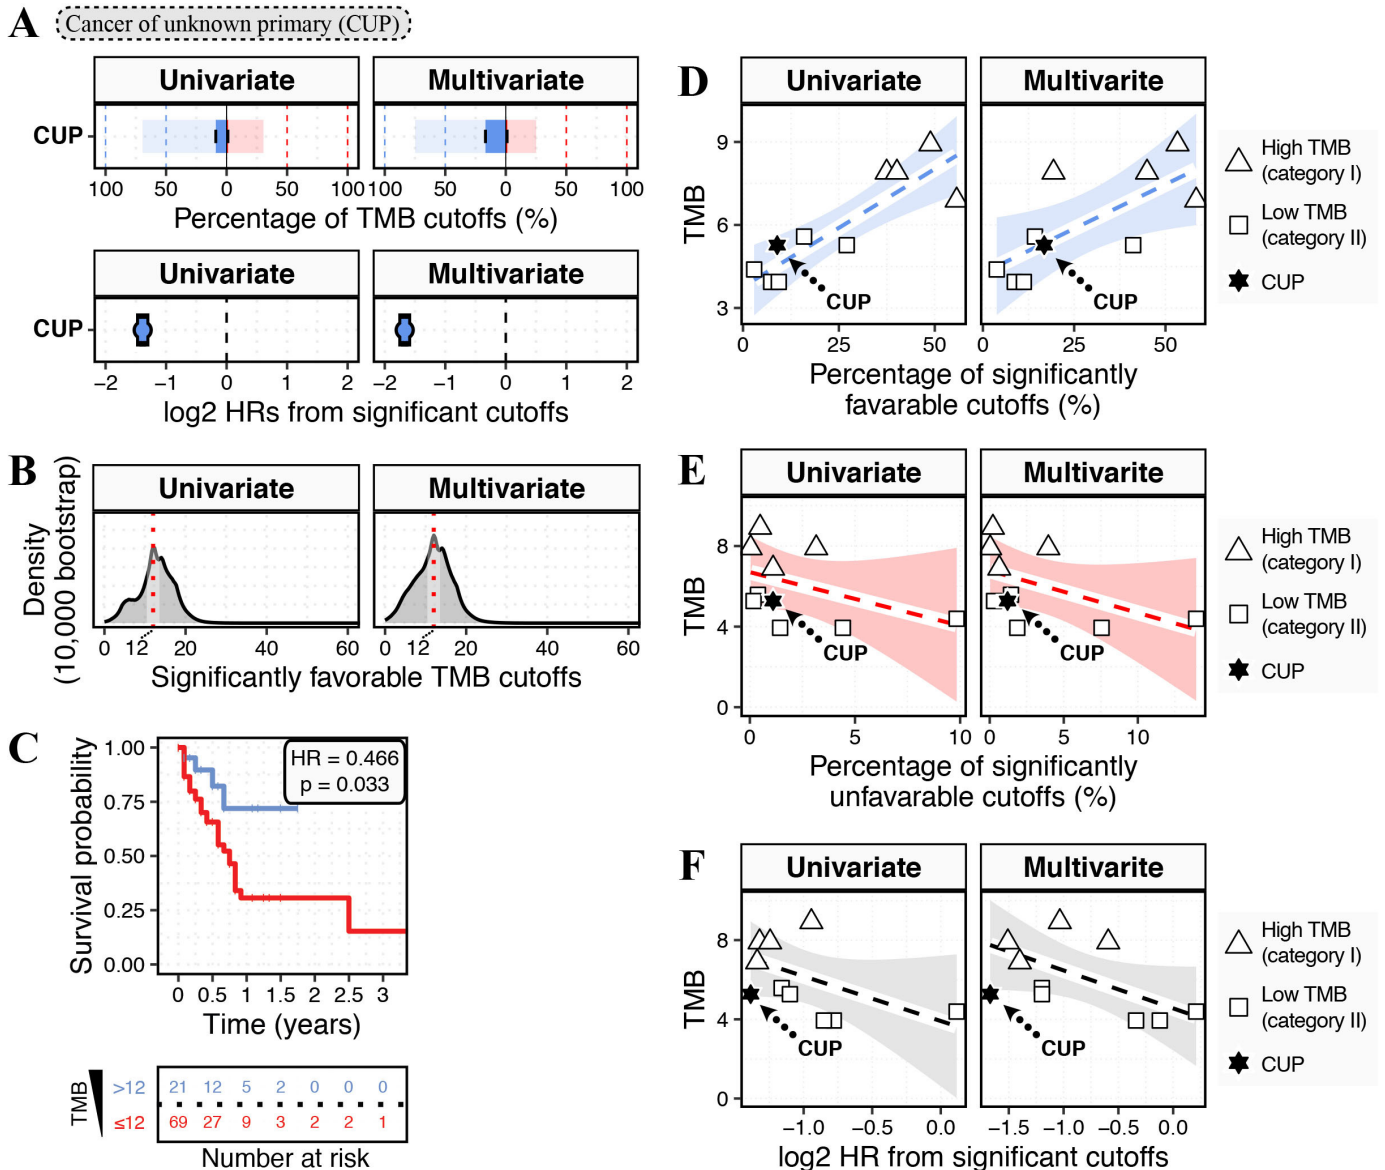 A
Cancer of unknown primary (CUP)
Univariate
Multivariate
CUP
100 50 0 50 100
100 50 0 50 100
Percentage of TMB cutoffs (%)
Univariate
Multivariate
CUP
−2 −1 0 1 2
−2 −1 0 1 2
log2 HRs from significant cutoffs
B
Univariate
Multivariate
Density
(10,000 bootstrap)
0 12 20 40 60
0 12 20 40 60
Significantly favorable TMB cutoffs
C
Survival probability
1.00
0.75
0.50
0.25
0.00
HR = 0.466
p = 0.033
0 0.5 1 1.5 2 2.5 3
Time (years)
TMB
>12 21 12 5 2 0 0 0
≤12 69 27 9 3 2 2 1
Number at risk
D
Univariate
Multivarite
TMB
9
6
3
CUP
CUP
0 25 50
0 25 50
Percentage of significantly
favarable cutoffs (%)
High TMB
(category I)
Low TMB
(category II)
CUP
E
Univariate
Multivarite
TMB
8
4
0
CUP
CUP
0 5 10
0 5 10
Percentage of significantly
unfavarable cutoffs (%)
High TMB
(category I)
Low TMB
(category II)
CUP
F
Univariate
Multivarite
TMB
8
4
0
CUP
CUP
−1.0 −0.5 0.0
−1.5 −1.0 −0.5 0.0
log2 HR from significant cutoffs
High TMB
(category I)
Low TMB
(category II)
CUP